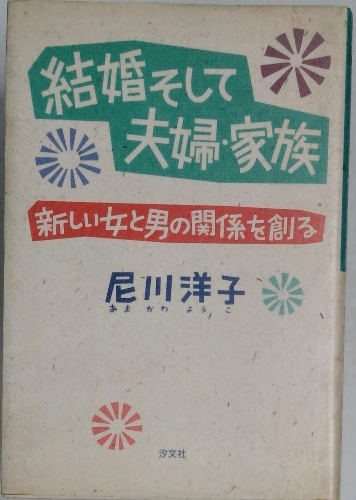 結婚そして
夫婦・家族
新しい女と男の関係を創る
尼川洋子
あまかわようこ
汐文社